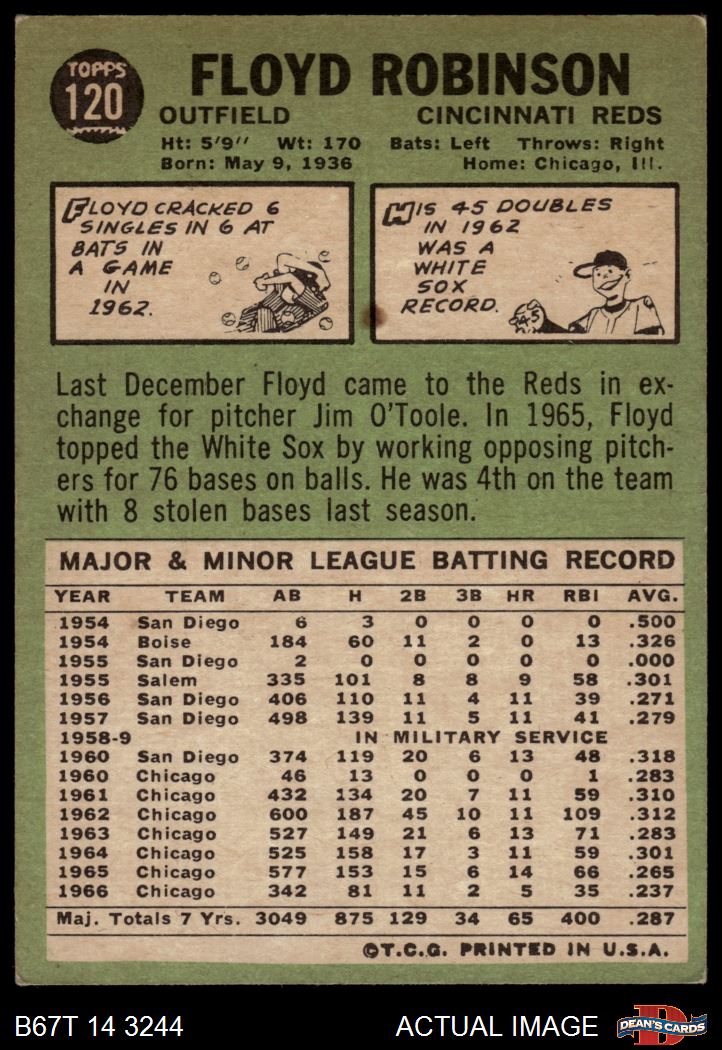 TOPPS
120
FLOYD ROBINSON
OUTFIELD CINCINNATI REDS
Ht: 5'9" Wt: 170 Bats: Left Throws: Right
Born: May 9, 1936 Home: Chicago, Ill.
FLOYD CRACKED 6
SINGLES IN 6 AT
BATS IN
A GAME
IN
1962.
HIS 45 DOUBLES
IN 1962
WAS A
WHITE
SOX
RECORD.
45
Last December Floyd came to the Reds in ex-
change for pitcher Jim O'Toole. In 1965, Floyd
topped the White Sox by working opposing pitch-
ers for 76 bases on balls. He was 4th on the team
with 8 stolen bases last season.
MAJOR & MINOR LEAGUE BATTING RECORD
YEAR TEAM AB H 2B 3B HR RBI AVG.
1954 San Diego 6 3 0 0 0 0 .500
1954 Boise 184 60 11 2 0 13 .326
1955 San Diego 2 0 0 0 0 0 .000
1955 Salem 335 101 8 8 9 58 .301
1956 San Diego 406 110 11 4 11 39 .271
1957 San Diego 498 139 11 5 11 41 .279
1958-9 IN MILITARY SERVICE
1960 San Diego 374 119 20 6 13 48 .318
1960 Chicago 46 13 0 0 0 1 .283
1961 Chicago 432 134 20 7 11 59 .310
1962 Chicago 600 187 45 10 11 109 .312
1963 Chicago 527 149 21 6 13 71 .283
1964 Chicago 525 158 17 3 11 59 .301
1965 Chicago 577 153 15 6 14 66 .265
1966 Chicago 342 81 11 2 5 35 .237
Maj. Totals 7 Yrs. 3049 875 129 34 65 400 .287
©T.C.G. PRINTED IN U.S.A.
B67T 14 3244 ACTUAL IMAGE DEAN'S CARDS